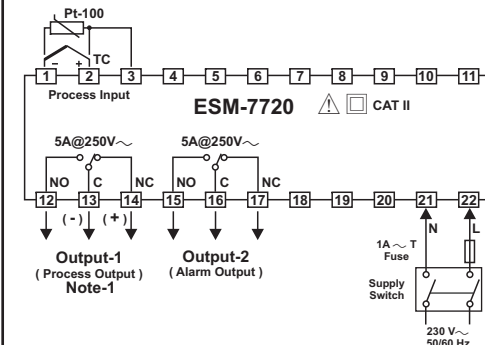 Pt-100
TC
- +
1 2 3 4 5 6 7 8 9 10 11
Process Input
ESM-7720 CAT II
5A@250V～ 5A@250V～
NO C NC NO C NC
12 13 14 15 16 17 18 19 20 21 22
( - ) ( + )
N L
Output-1
( Process Output )
Note-1
Output-2
( Alarm Output )
1A ～ T
Fuse
Supply
Switch
230 V～
50/60 Hz